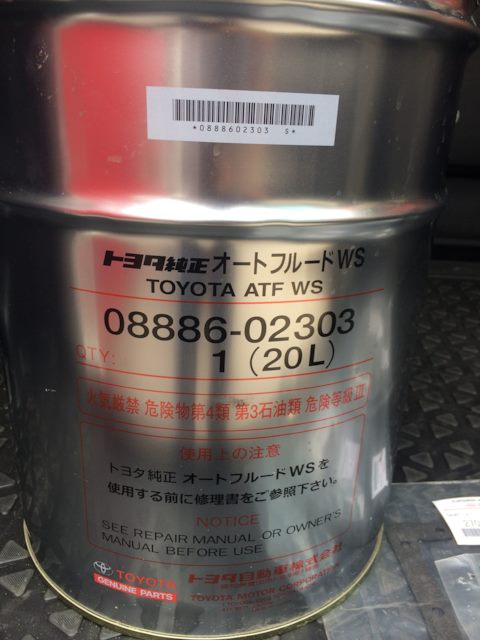 *0888602303 S*
トヨタ純正オートフルードWS
TOYOTA ATF WS
08886-02303
QTY: 1 (20L)
火気厳禁 危険物第4類 第3石油類 危険等級Ⅲ
使用上の注意
トヨタ純正 オートフルードWSを
使用する前に修理書をご参照下さい。
NOTICE
SEE REPAIR MANUAL OR OWNER'S
MANUAL BEFORE USE
TOYOTA
GENUINE PARTS
トヨタ自動車株式会社
TOYOTA MOTOR CORPORATION